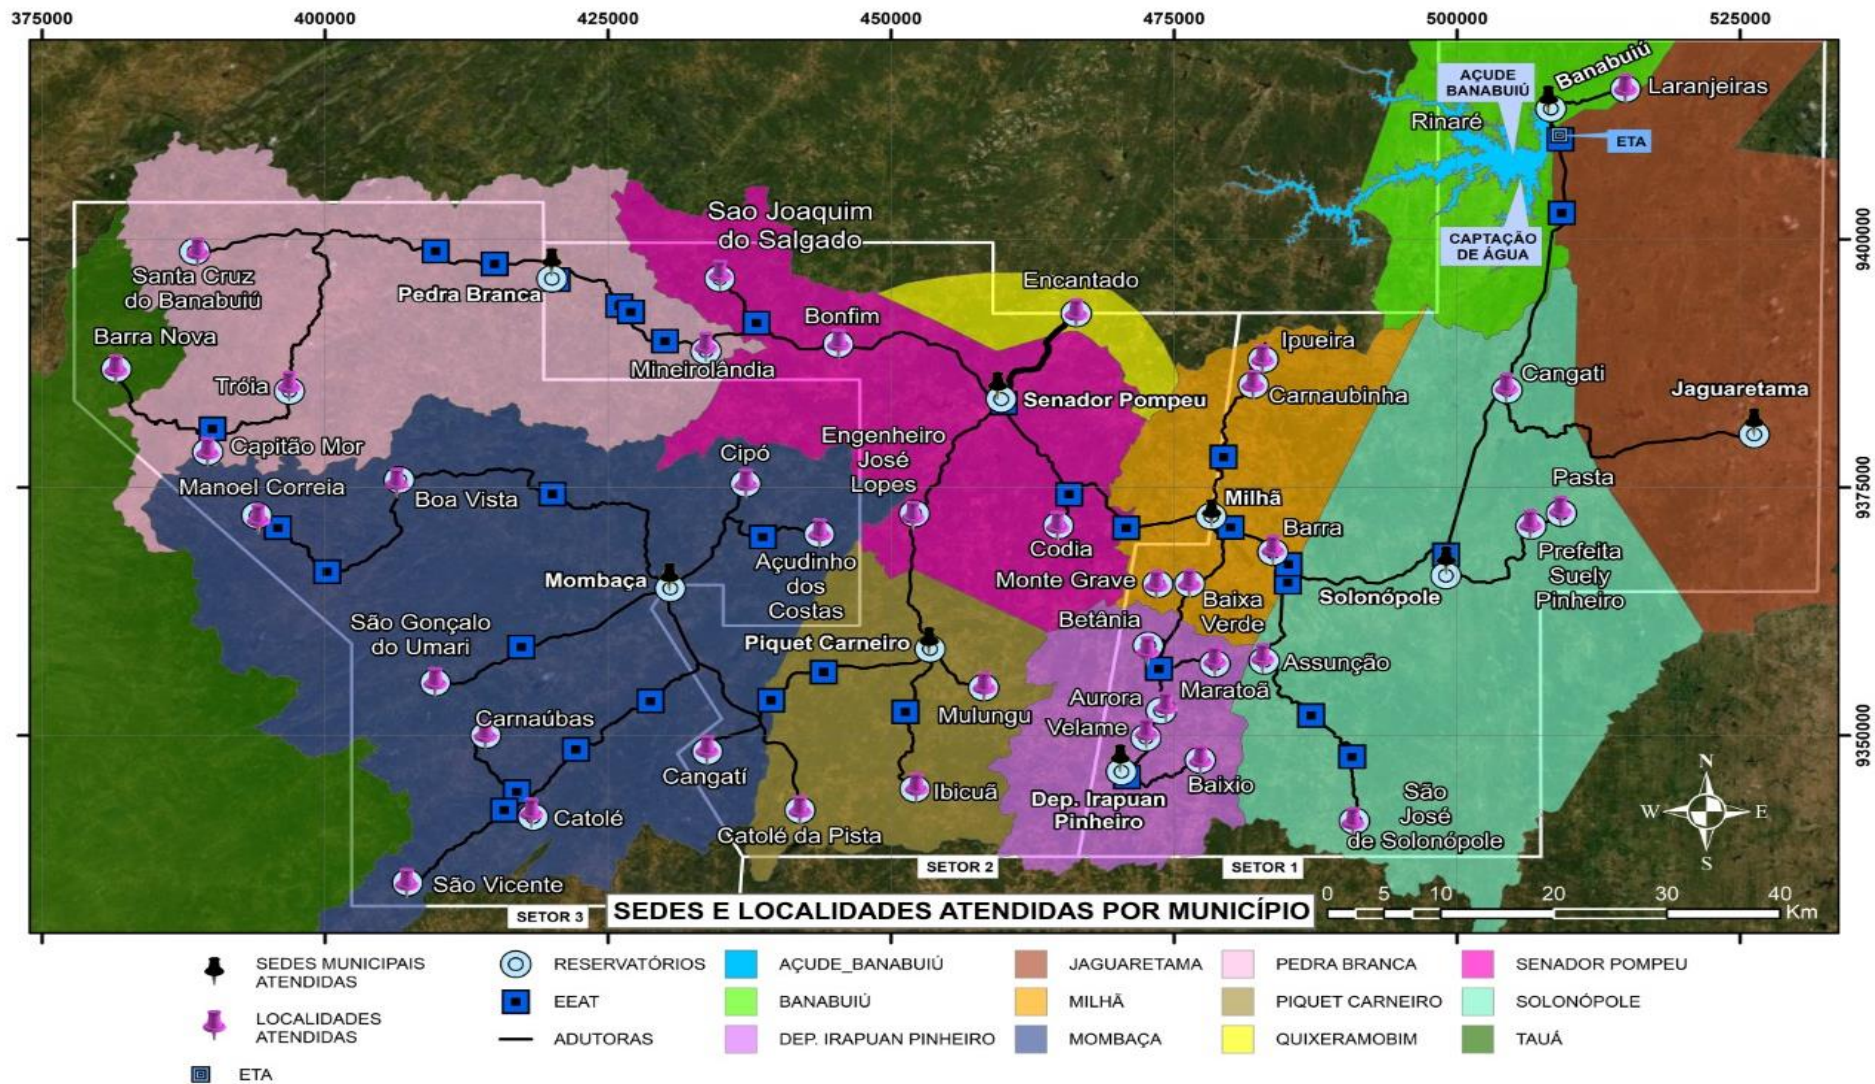 375000
400000
425000
450000
475000
500000
525000
Banabuiú
AÇUDE
BANABUIÚ
Laranjeiras
Rinaré
ETA
Sao Joaquim
do Salgado
CAPTAÇÃO
DE ÁGUA
9400000
Santa Cruz
do Banabuiú
Pedra Branca
Encantado
Bonfim
Barra Nova
Ipueira
Mineirolândia
Cangati
Tróia
Carnaubinha
Jaguaretama
Senador Pompeu
Capitão Mor
Engenheiro
José
Lopes
Cipó
Manoel Correia
Boa Vista
Pasta
9375000
Milhã
Barra
Codia
Prefeita
Suely
Pinheiro
Açudinho
dos
Costas
Mombaça
Monte Grave
Baixa
Verde
Solonópole
São Gonçalo
do Umari
Betânia
Piquet Carneiro
Assunção
Maratoã
Aurora
Mulungu
Carnaúbas
Velame
9350000
Cangatí
Ibicuã
Baixio
Dep. Irapuan
Pinheiro
São
José
de Solonópole
Catolé
Catolé da Pista
N
W
E
S
SETOR 2
SETOR 1
São Vicente
SETOR 3
SEDES E LOCALIDADES ATENDIDAS POR MUNICÍPIO
0 5 10 20 30 40
Km
SEDES MUNICIPAIS
ATENDIDAS
LOCALIDADES
ATENDIDAS
ETA
RESERVATÓRIOS
EEAT
ADUTORAS
AÇUDE_BANABUIÚ
BANABUIÚ
DEP. IRAPUAN PINHEIRO
JAGUARETAMA
MILHÃ
MOMBAÇA
PEDRA BRANCA
PIQUET CARNEIRO
QUIXERAMOBIM
SENADOR POMPEU
SOLONÓPOLE
TAUÁ